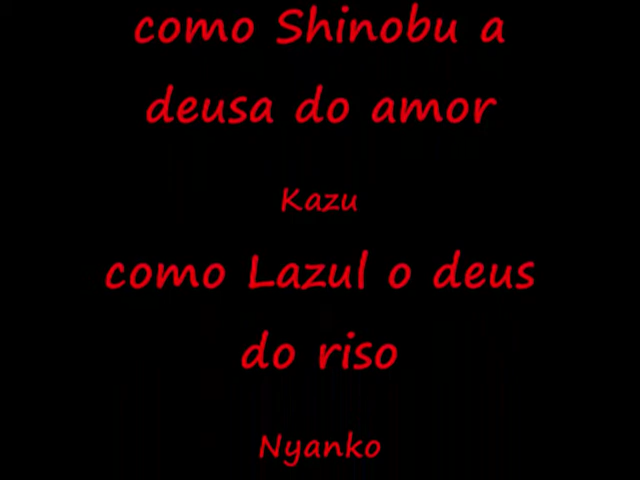 como Shinobu a
deusa do amor
Kazu
como Lazul o deus
do riso
Nyanko